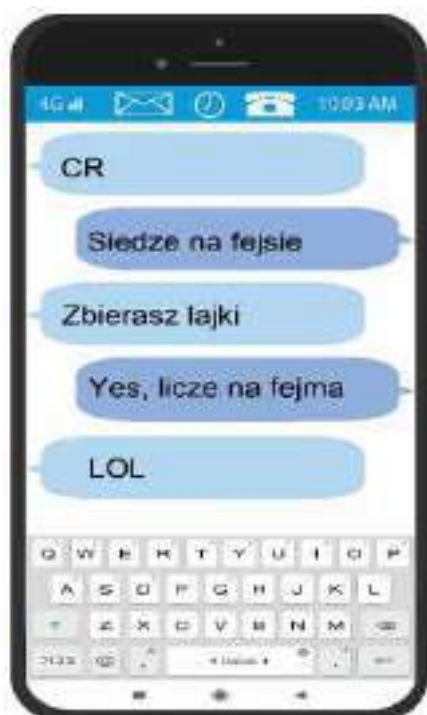 4G 10:03 AM
CR
Siedze na fejsie
Zbierasz lajki
Yes, licze na fejma
LOL
Q W E R T Y U I O P
A S D F G H J K L
Z X C V B N M